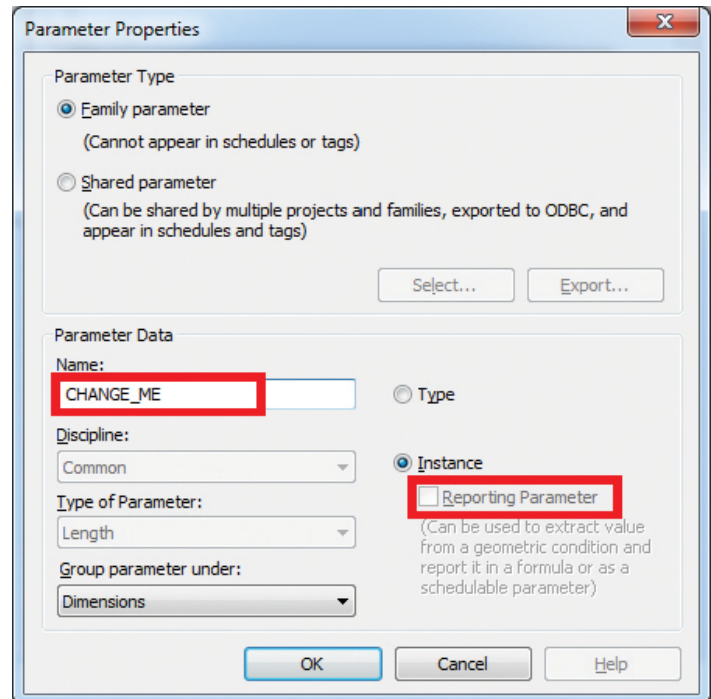 Parameter Properties
Parameter Type
Family parameter
(Cannot appear in schedules or tags)
Shared parameter
(Can be shared by multiple projects and families, exported to ODBC, and
appear in schedules and tags)
Select...
Export...
Parameter Data
Name:
CHANGE_ME
Type
Discipline:
Common
Instance
Reporting Parameter
Type of Parameter:
Length
(Can be used to extract value
from a geometric condition and
report it in a formula or as a
schedulable parameter)
Group parameter under:
Dimensions
OK
Cancel
Help